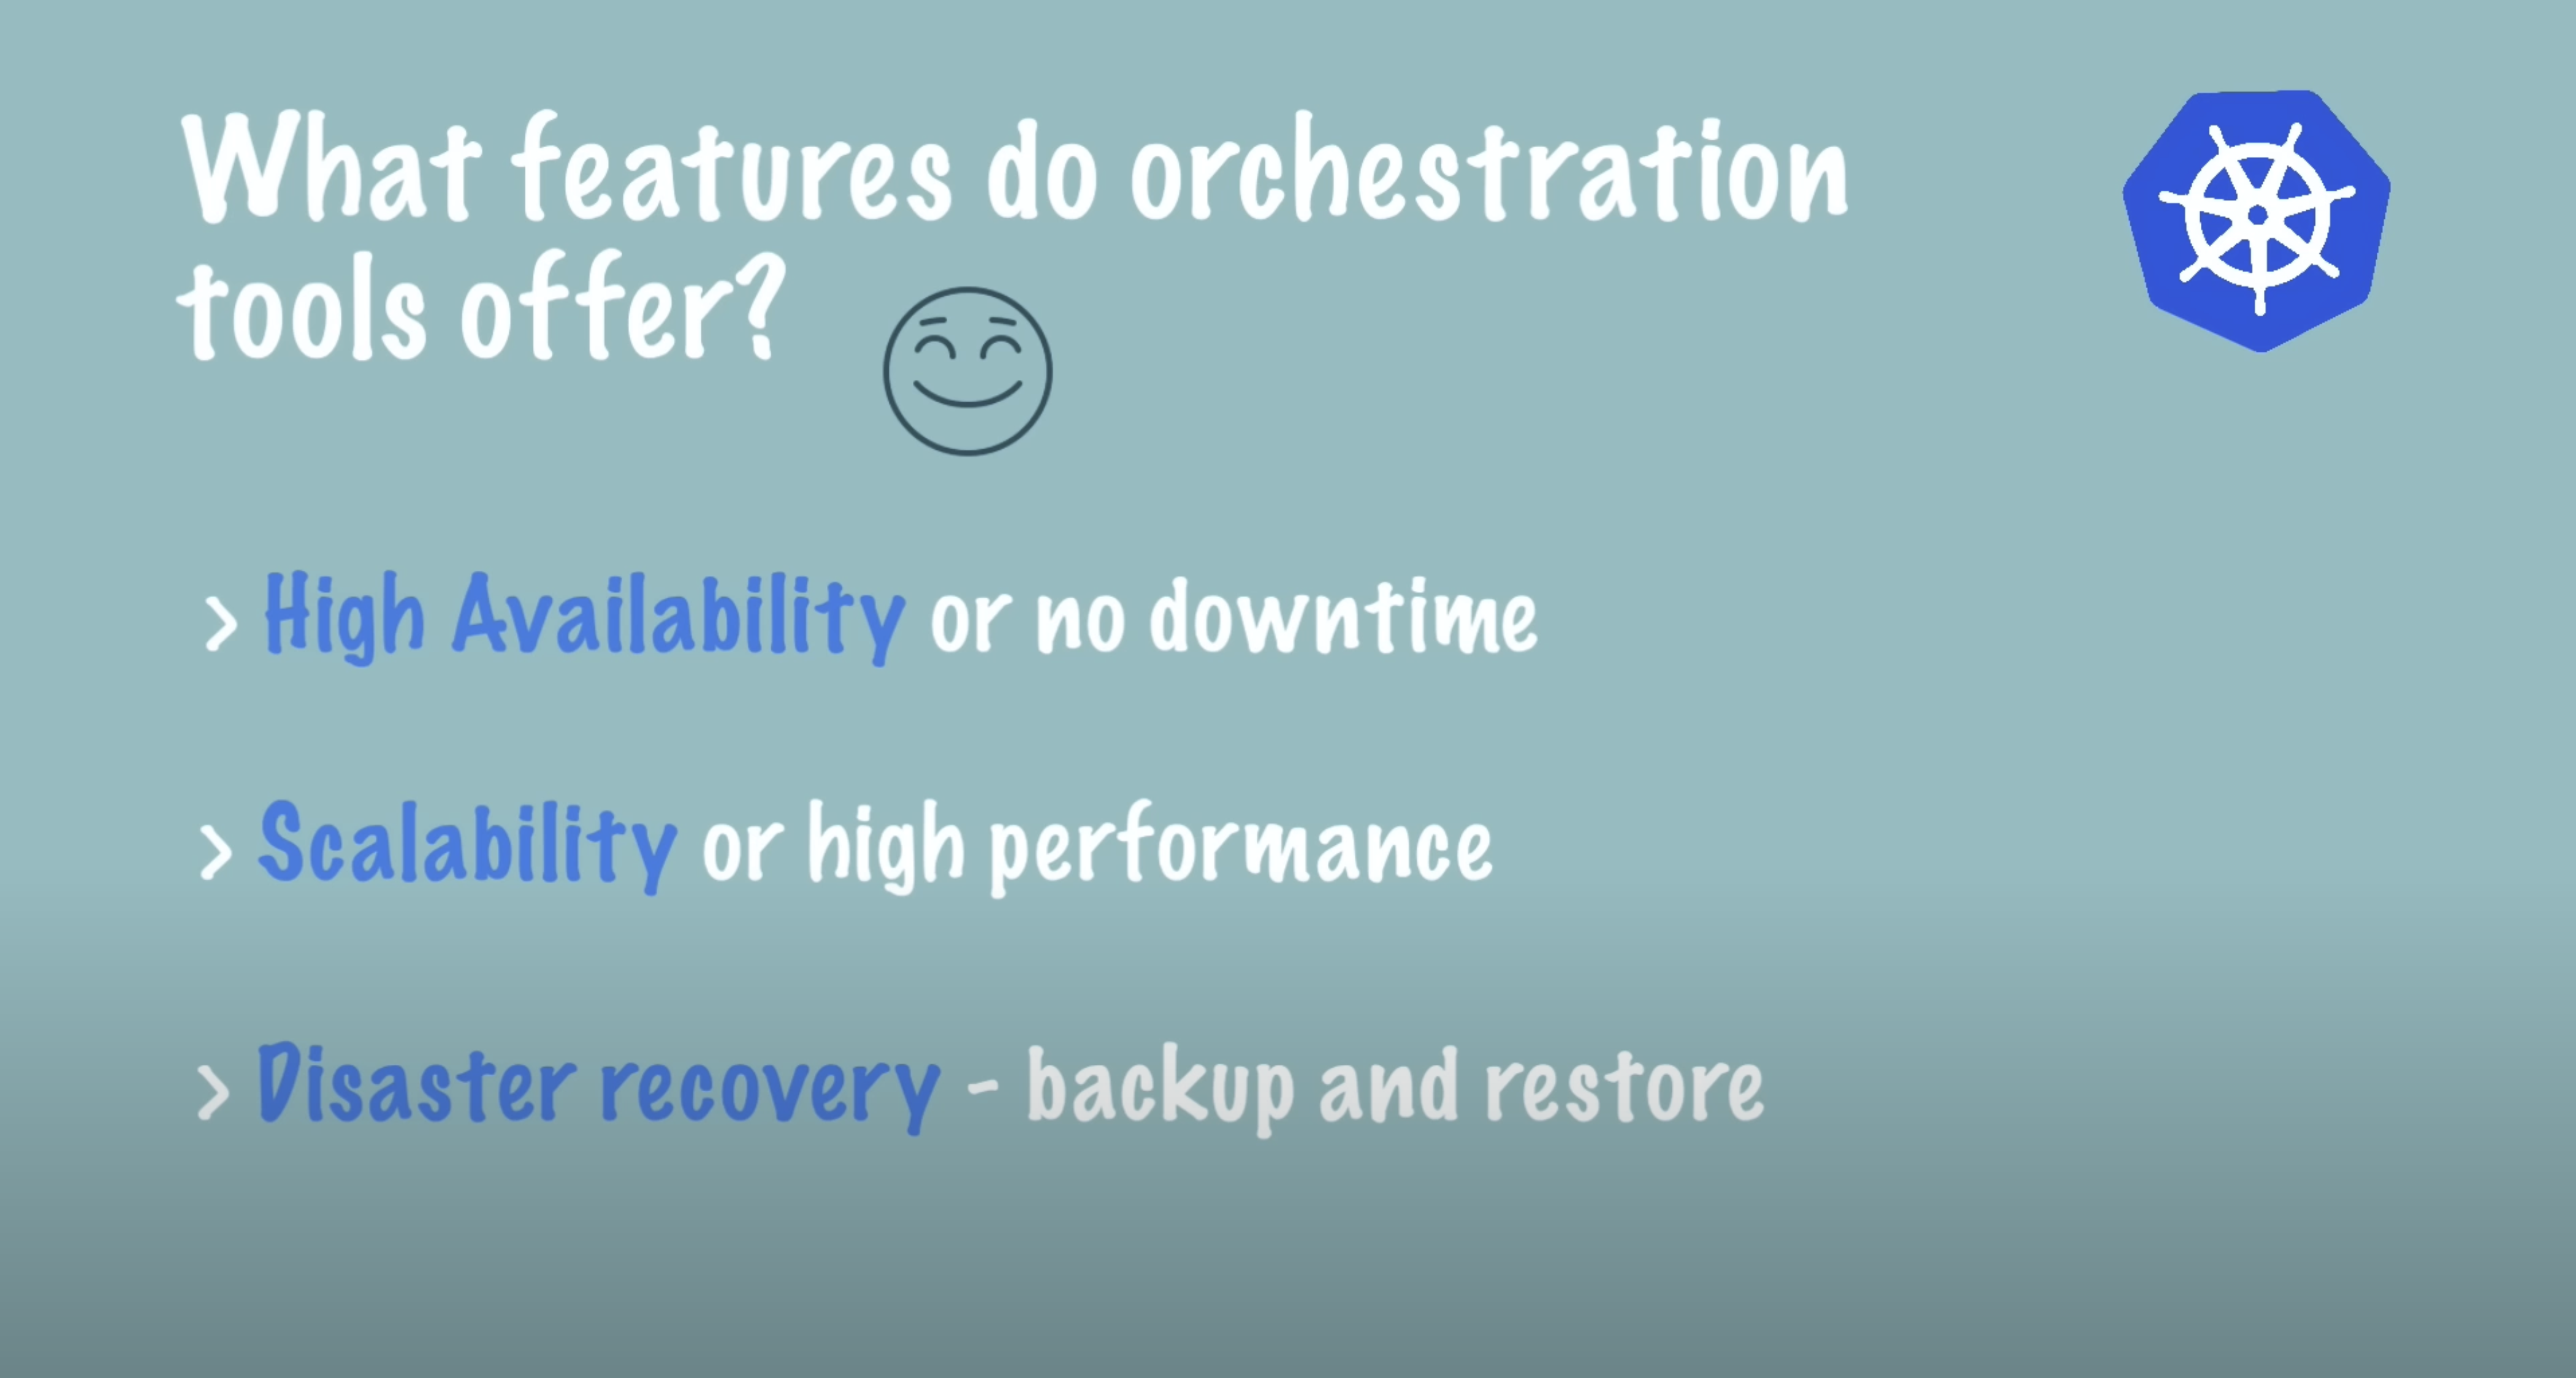 What features do orchestration
tools offer?
> High Availability or no downtime
> Scalability or high performance
> Disaster recovery - backup and restore